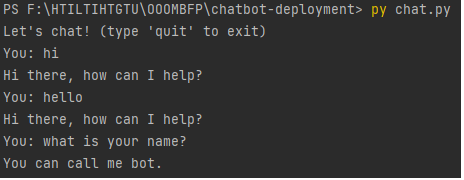 PS F:\HTILTIHTGTU\OOOMBFP\chatbot-deployment> py chat.py
Let's chat! (type 'quit' to exit)
You: hi
Hi there, how can I help?
You: hello
Hi there, how can I help?
You: what is your name?
You can call me bot.